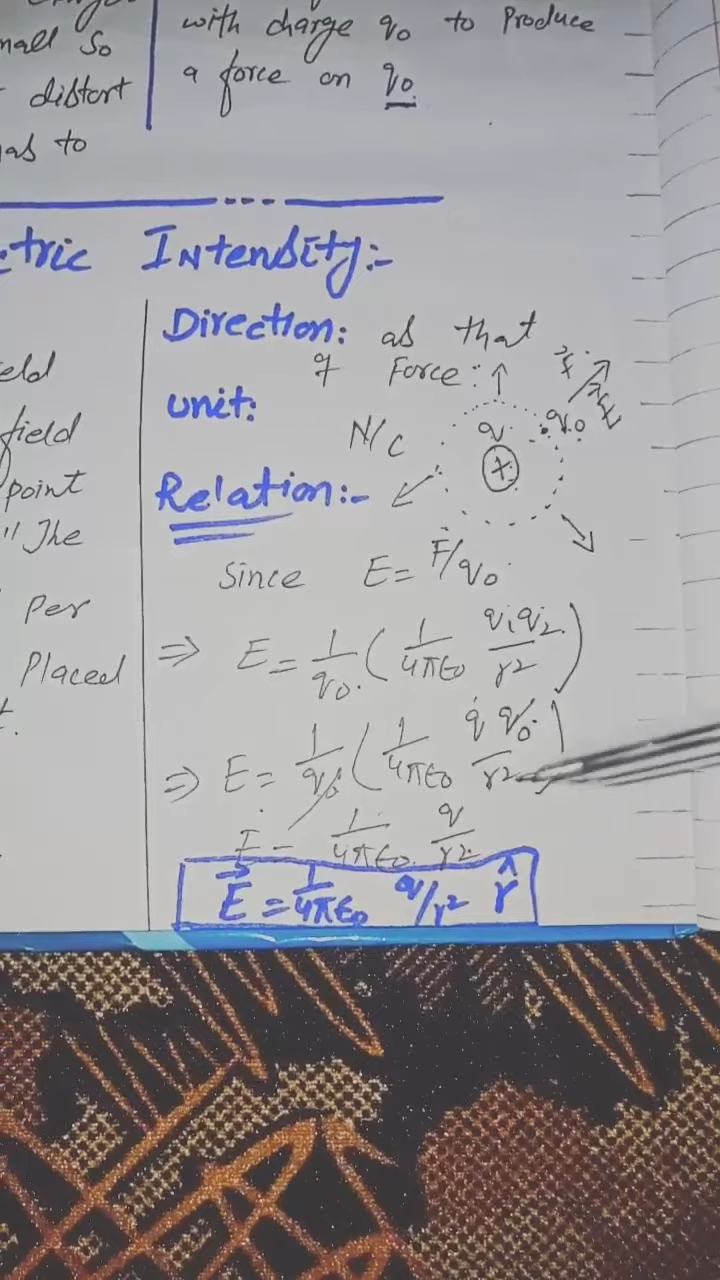 with charge q₀ to Produce
small so
a force on q₀
distort
has to
tric Intensity:-
Direction: as that
of Force:
eld
unit:
field
N/C
q
q₀
F
E
+
point
Relation:-
" The
Since E = F/q₀
Per
⇒ E = 1/q₀ ( 1/4πε₀ q₁q₂/r² )
Placed
⇒ E = 1/q₀ ( 1/4πε₀ q q₀/r² )
E = 1/4πε₀ q/r²
E⃗ = 1/4πε₀ q/r² r̂